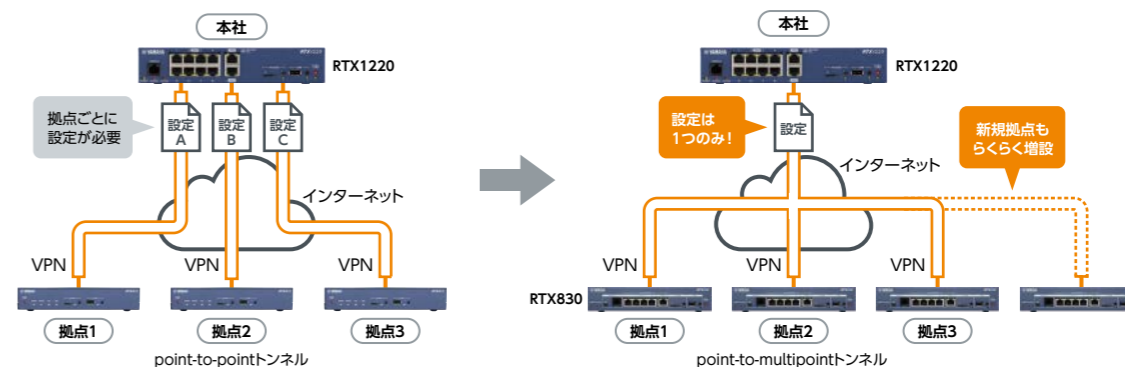 本社
RTX1220
拠点ごとに
設定が必要
設定
A
設定
B
設定
C
インターネット
VPN
VPN
VPN
拠点1
拠点2
拠点3
point-to-pointトンネル
本社
RTX1220
設定は
1つのみ!
設定
新規拠点も
らくらく増設
インターネット
VPN
VPN
VPN
RTX830
拠点1
拠点2
拠点3
point-to-multipointトンネル